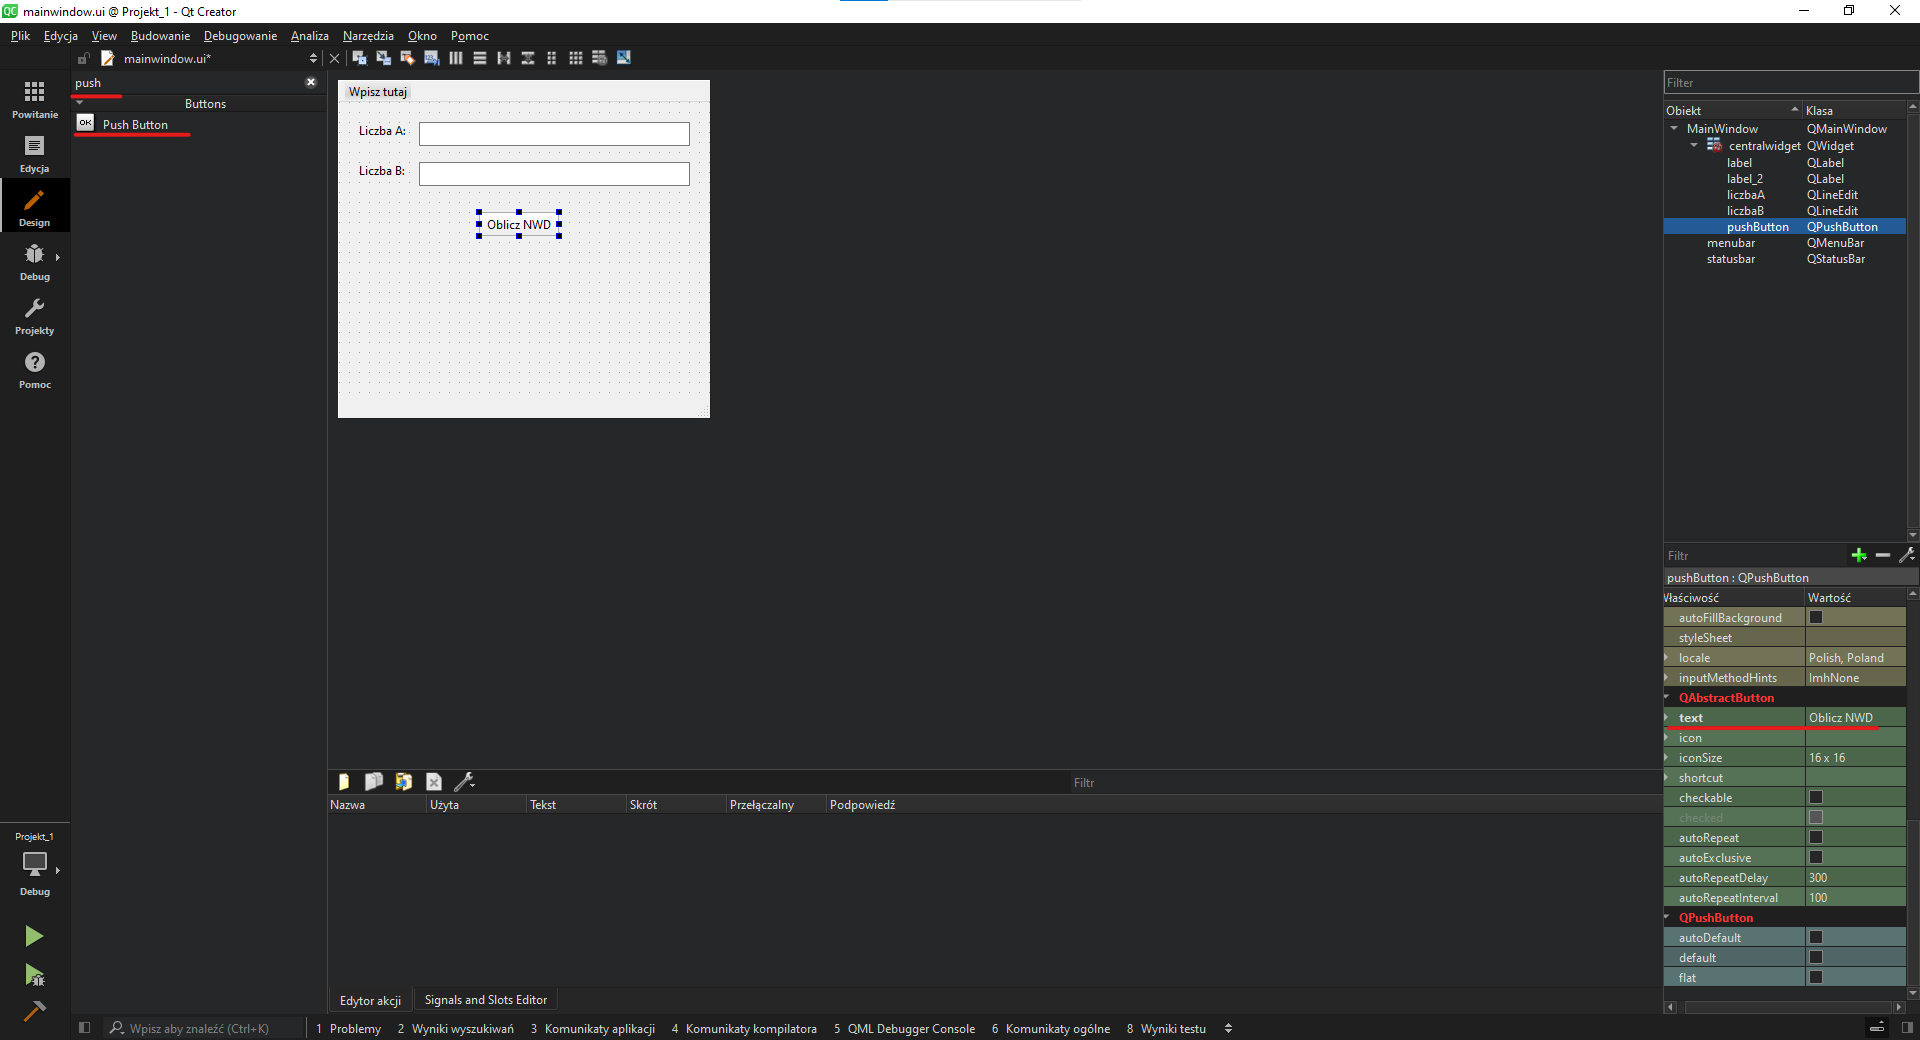 mainwindow.ui @ Projekt_1 - Qt Creator
Plik Edycja View Budowanie Debugowanie Analiza Narzędzia Okno Pomoc
mainwindow.ui*
push
Buttons
OK Push Button
Powitanie
Edycja
Design
Debug
Projekty
Pomoc
Wpisz tutaj
Liczba A:
Liczba B:
Oblicz NWD
Filter
Obiekt Klasa
MainWindow QMainWindow
centralwidget QWidget
label QLabel
label_2 QLabel
liczbaA QLineEdit
liczbaB QLineEdit
pushButton QPushButton
menubar QMenuBar
statusbar QStatusBar
Filtr
pushButton : QPushButton
Właściwość Wartość
autoFillBackground
styleSheet
locale Polish, Poland
inputMethodHints ImhNone
QAbstractButton
text Oblicz NWD
icon
iconSize 16 x 16
shortcut
checkable
checked
autoRepeat
autoExclusive
autoRepeatDelay 300
autoRepeatInterval 100
QPushButton
autoDefault
default
flat
Filtr
Nazwa Użyta Tekst Skrót Przełączalny Podpowiedź
Edytor akcji Signals and Slots Editor
Projekt_1
Debug
Wpisz aby znaleźć (Ctrl+K) 1 Problemy 2 Wyniki wyszukiwań 3 Komunikaty aplikacji 4 Komunikaty kompilatora 5 QML Debugger Console 6 Komunikaty ogólne 8 Wyniki testu